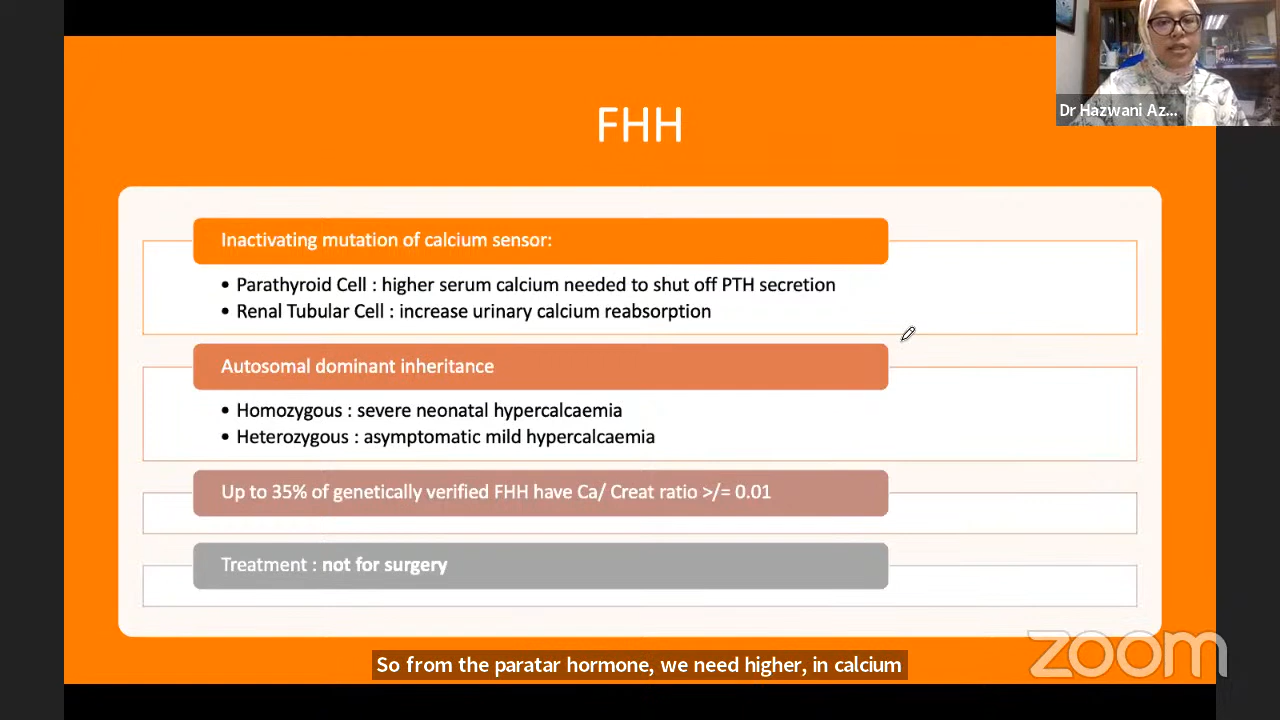 Dr Hazwani Az...
FHH
Inactivating mutation of calcium sensor:
• Parathyroid Cell : higher serum calcium needed to shut off PTH secretion
• Renal Tubular Cell : increase urinary calcium reabsorption
Autosomal dominant inheritance
• Homozygous : severe neonatal hypercalcaemia
• Heterozygous : asymptomatic mild hypercalcaemia
Up to 35% of genetically verified FHH have Ca/ Creat ratio >/= 0.01
Treatment : not for surgery
So from the paratar hormone, we need higher, in calcium
zoom